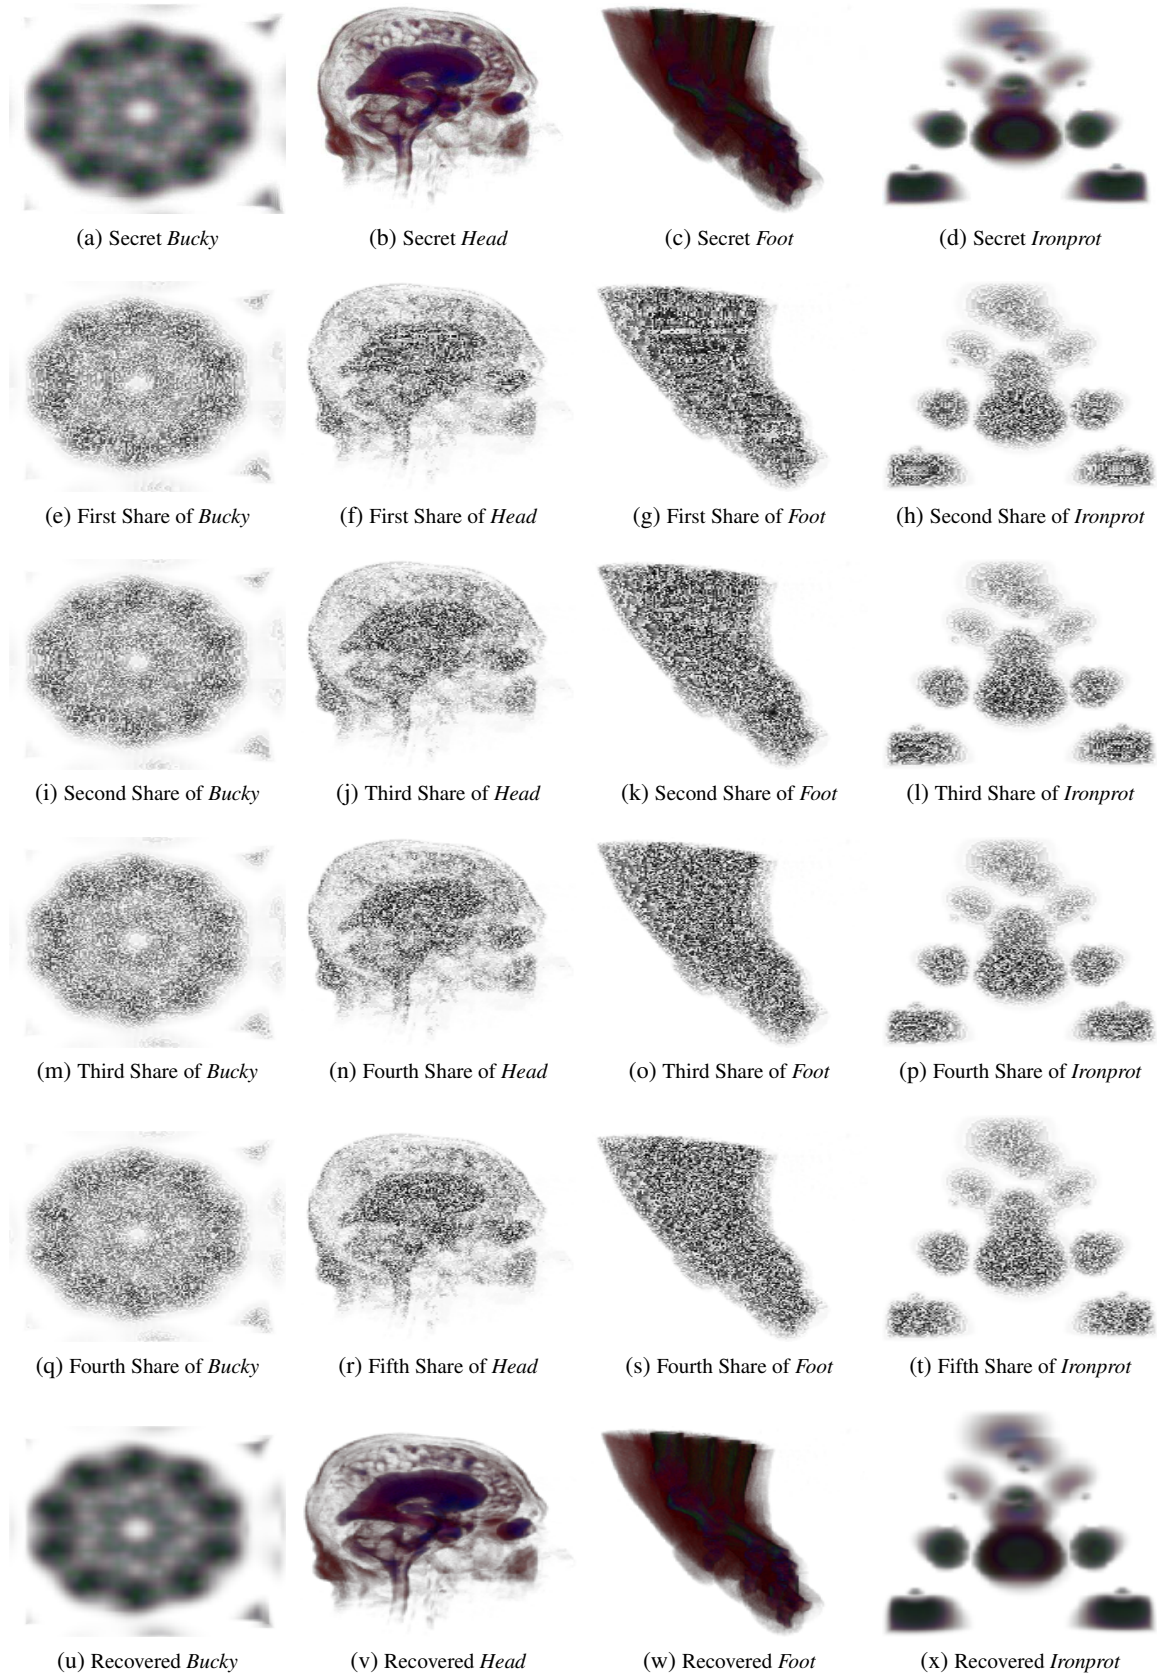 (a) Secret Bucky
(b) Secret Head
(c) Secret Foot
(d) Secret Ironprot
(e) First Share of Bucky
(f) First Share of Head
(g) First Share of Foot
(h) Second Share of Ironprot
(i) Second Share of Bucky
(j) Third Share of Head
(k) Second Share of Foot
(l) Third Share of Ironprot
(m) Third Share of Bucky
(n) Fourth Share of Head
(o) Third Share of Foot
(p) Fourth Share of Ironprot
(q) Fourth Share of Bucky
(r) Fifth Share of Head
(s) Fourth Share of Foot
(t) Fifth Share of Ironprot
(u) Recovered Bucky
(v) Recovered Head
(w) Recovered Foot
(x) Recovered Ironprot